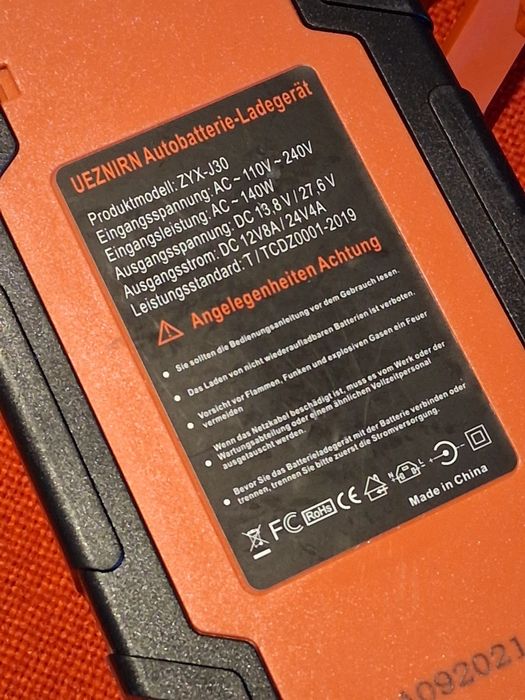 UEZNIRN Autobatterie-Ladegerät
Produktmodell: ZYX-J30
Eingangsspannung: AC ~ 110V ~ 240V
Eingangsleistung: AC ~ 140W
Ausgangsspannung: DC 13,8 V / 27,6 V
Ausgangsstrom: DC 12V8A / 24V4A
Leistungsstandard: T / TCDZ0001-2019
Angelegenheiten Achtung
• Sie sollten die Bedienungsanleitung vor dem Gebrauch lesen.
• Das Laden von nicht wiederaufladbaren Batterien ist verboten.
• Vorsicht vor Flammen, Funken und explosiven Gasen ein Feuer
vermeiden
• Wenn das Netzkabel beschädigt ist, muss es vom Werk oder der
Wartungsabteilung oder einem ähnlichen Vollzeitpersonal
ausgetauscht werden.
• Bevor Sie das Batterieladegerät mit der Batterie verbinden oder
trennen, trennen Sie bitte zuerst die Stromversorgung.
FC RoHS CE
Made in China
A092021